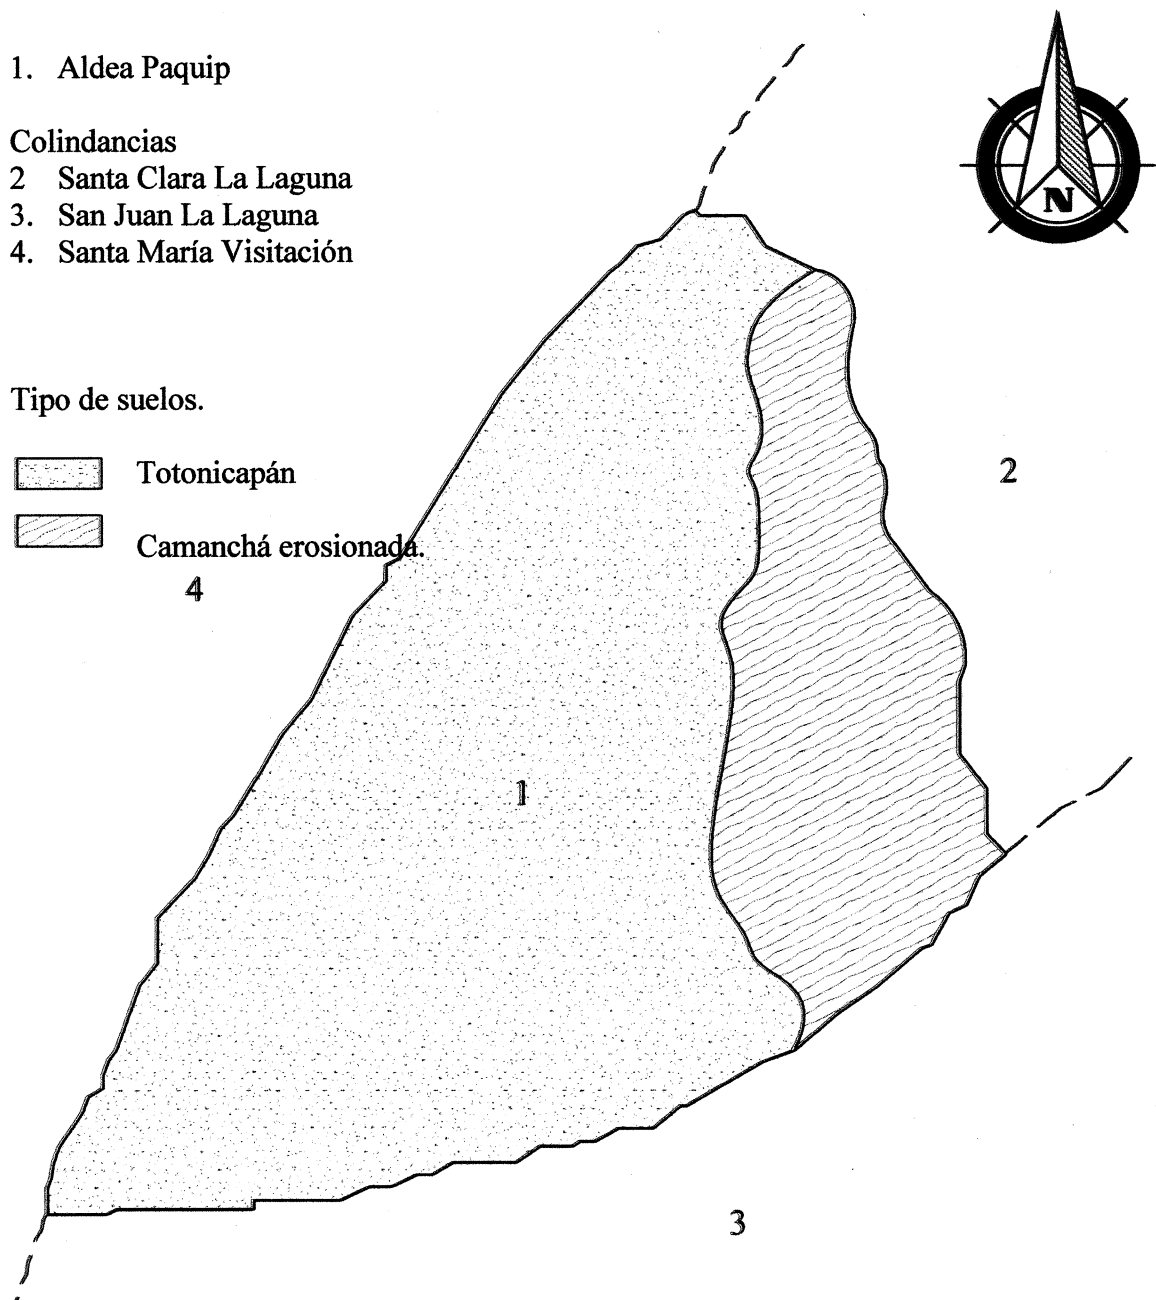 1. Aldea Paquip
Colindancias
2 Santa Clara La Laguna
3. San Juan La Laguna
4. Santa María Visitación
Tipo de suelos.
Totonicapán
Camanchá erosionada.
N
2
4
1
3